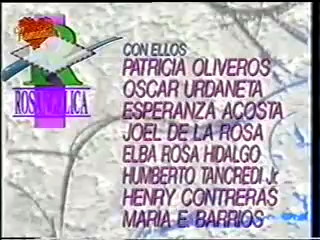 R
ROSANGELICA
CON ELLOS
PATRICIA OLIVEROS
OSCAR URDANETA
ESPERANZA ACOSTA
JOEL DE LA ROSA
ELBA ROSA HIDALGO
HUMBERTO TANCREDI Jr
HENRY CONTRERAS
MARIA E. BARRIOS